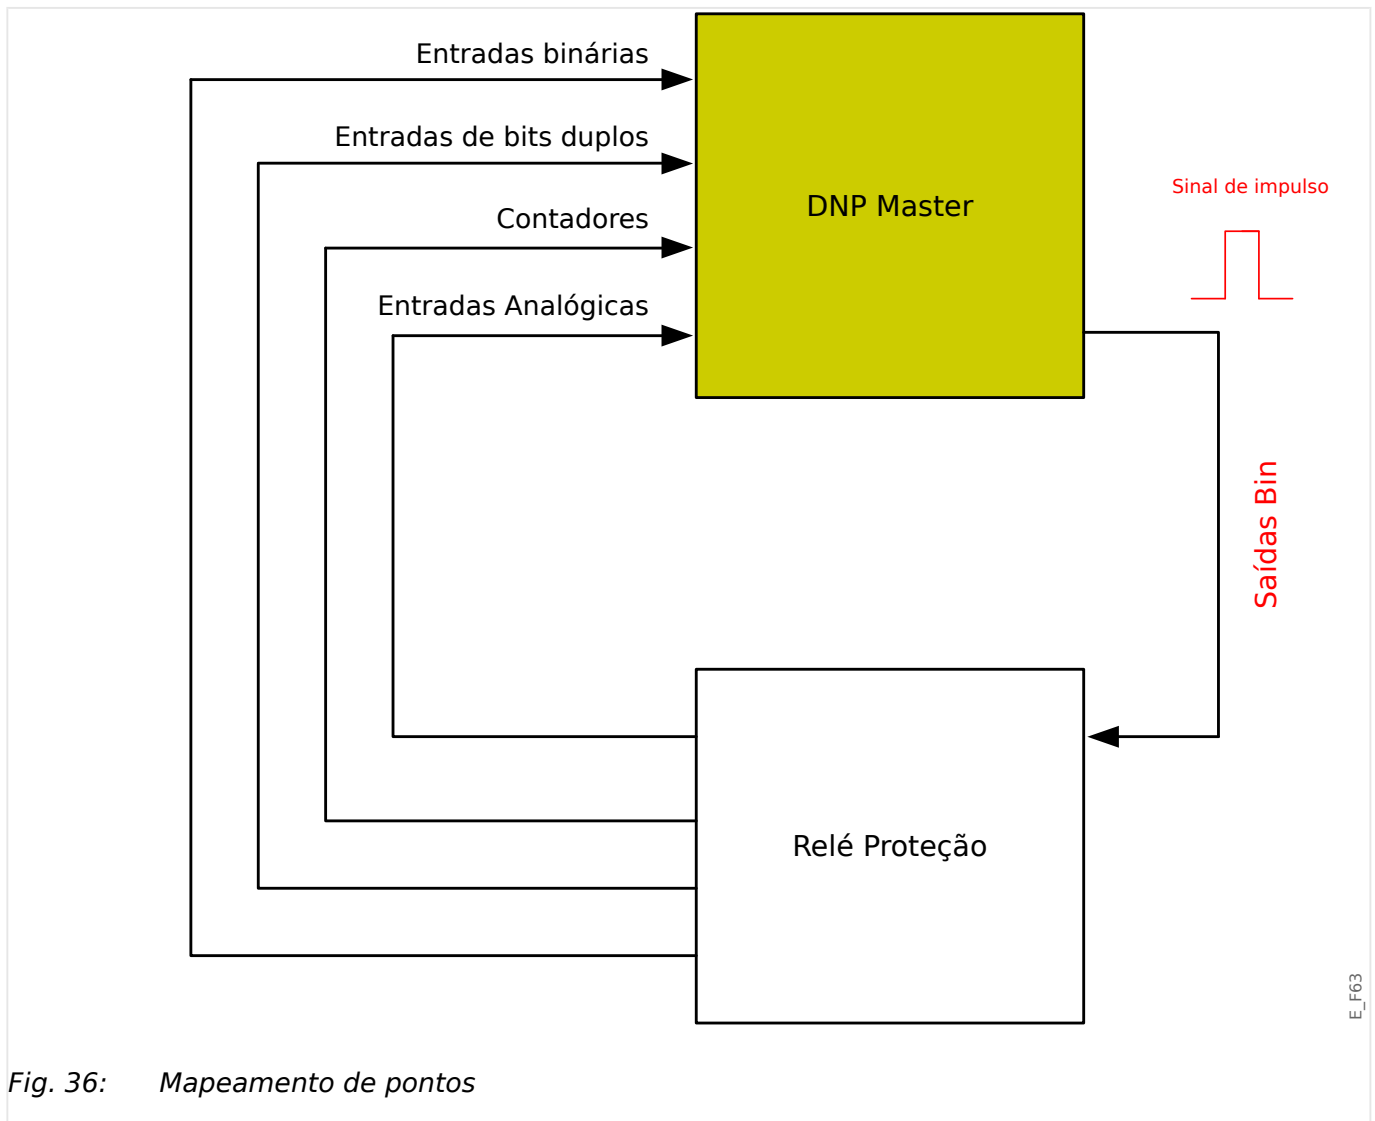 Entradas binárias
Entradas de bits duplos
Contadores
Entradas Analógicas
DNP Master
Sinal de impulso
Saídas Bin
Relé Proteção
E_F63
Fig. 36: Mapeamento de pontos